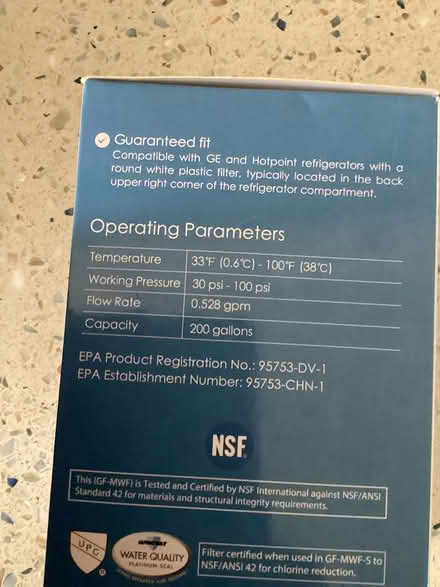 Guaranteed fit
Compatible with GE and Hotpoint refrigerators with a
round white plastic filter, typically located in the back
upper right corner of the refrigerator compartment.
Operating Parameters
Temperature 33°F (0.6°C) - 100°F (38°C)
Working Pressure 30 psi - 100 psi
Flow Rate 0.528 gpm
Capacity 200 gallons
EPA Product Registration No.: 95753-DV-1
EPA Establishment Number: 95753-CHN-1
NSF.
This (GF-MWF) is Tested and Certified by NSF International against NSF/ANSI
Standard 42 for materials and structural integrity requirements.
UPC
®
WATER QUALITY
PLATINUM SEAL
Filter certified when used in GF-MWF-S to
NSF/ANSI 42 for chlorine reduction.